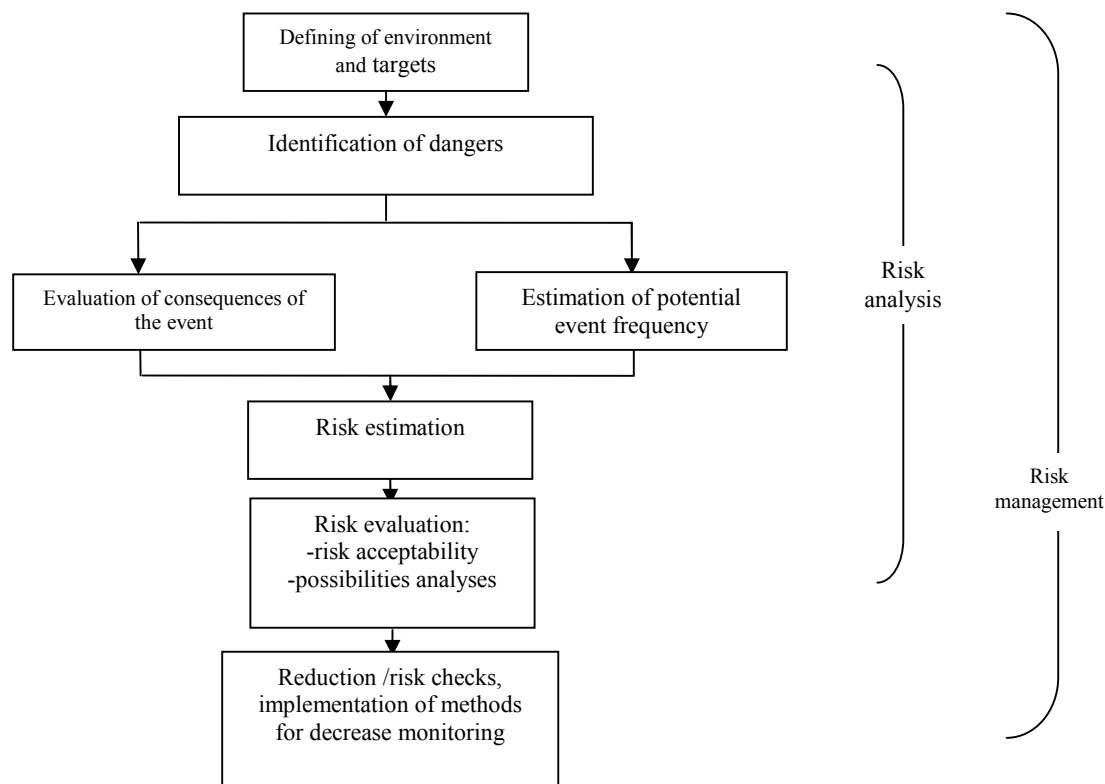 Defining of environment
and targets
Identification of dangers
Evaluation of consequences of
the event
Estimation of potential
event frequency
Risk
analysis
Risk estimation
Risk
management
Risk evaluation:
-risk acceptability
-possibilities analyses
Reduction /risk checks,
implementation of methods
for decrease monitoring